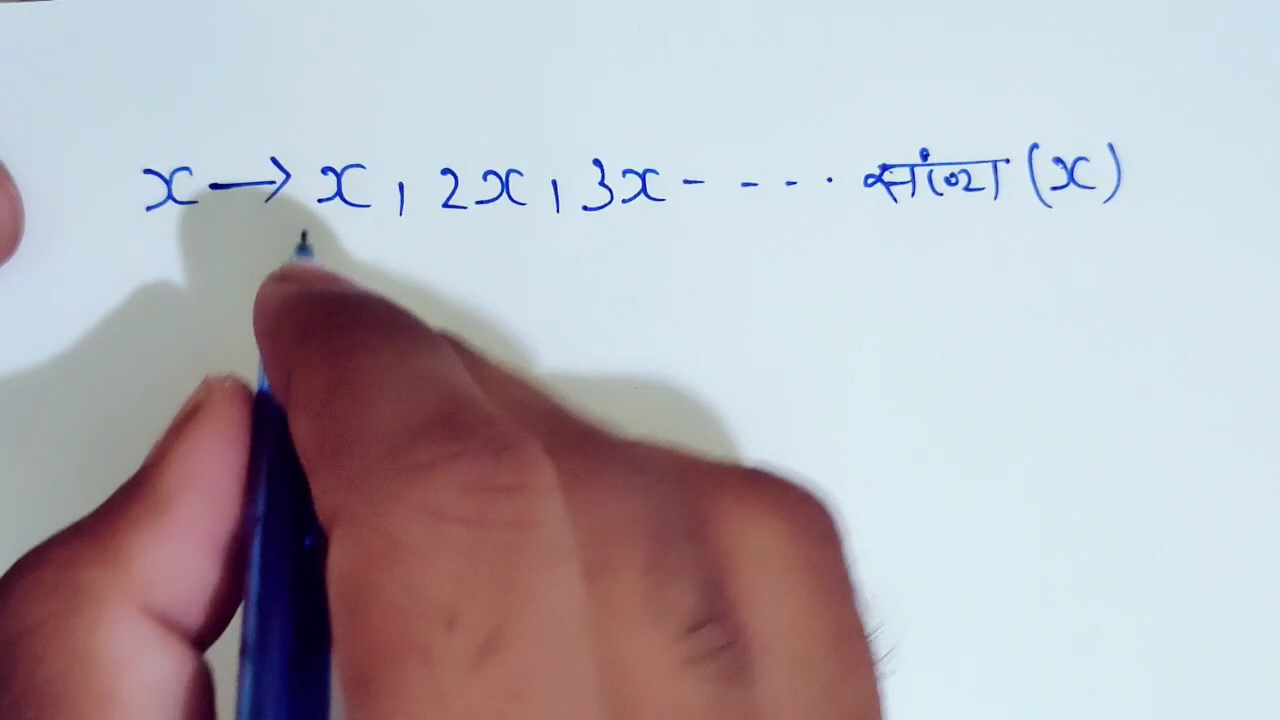 x → x, 2x, 3x - - - - . संख्या (x)